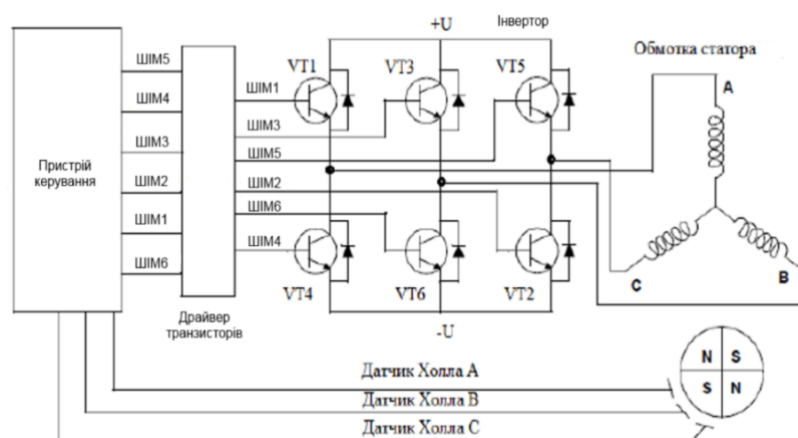 +U
Інвертор
Обмотка статора
ШІМ5
ШІМ4
ШІМ3
ШІМ2
ШІМ1
ШІМ6
Пристрій
керування
Драйвер
транзисторів
ШІМ1
ШІМ3
ШІМ5
ШІМ2
ШІМ6
ШІМ4
VT1
VT3
VT5
VT4
VT6
VT2
-U
A
C
B
N S
S N
Датчик Холла A
Датчик Холла B
Датчик Холла C